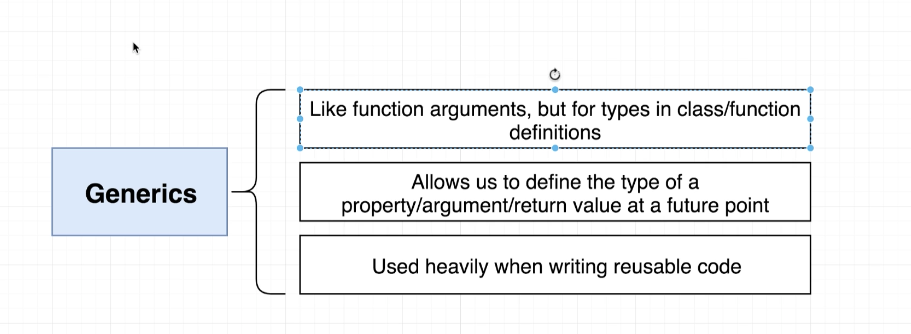 Generics
Like function arguments, but for types in class/function
definitions
Allows us to define the type of a
property/argument/return value at a future point
Used heavily when writing reusable code